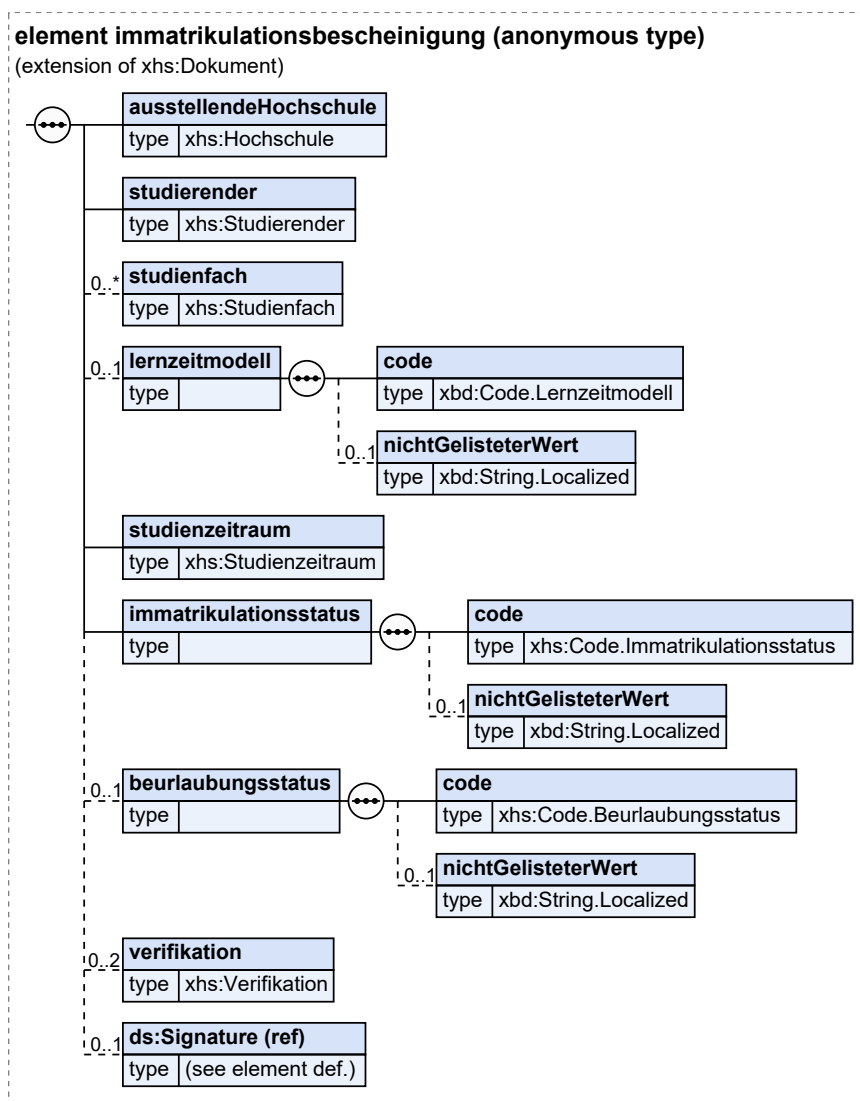 element immatrikulationsbescheinigung (anonymous type)
(extension of xhs:Dokument)
ausstellendeHochschule
type xhs:Hochschule
studierender
type xhs:Studierender
0..* studienfach
type xhs:Studienfach
0..1 lernzeitmodell
type
code
type xbd:Code.Lernzeitmodell
0..1 nichtGelisteterWert
type xbd:String.Localized
studienzeitraum
type xhs:Studienzeitraum
immatrikulationsstatus
type
code
type xhs:Code.Immatrikulationsstatus
0..1 nichtGelisteterWert
type xbd:String.Localized
0..1 beurlaubungsstatus
type
code
type xhs:Code.Beurlaubungsstatus
0..1 nichtGelisteterWert
type xbd:String.Localized
0..2 verifikation
type xhs:Verifikation
0..1 ds:Signature (ref)
type (see element def.)